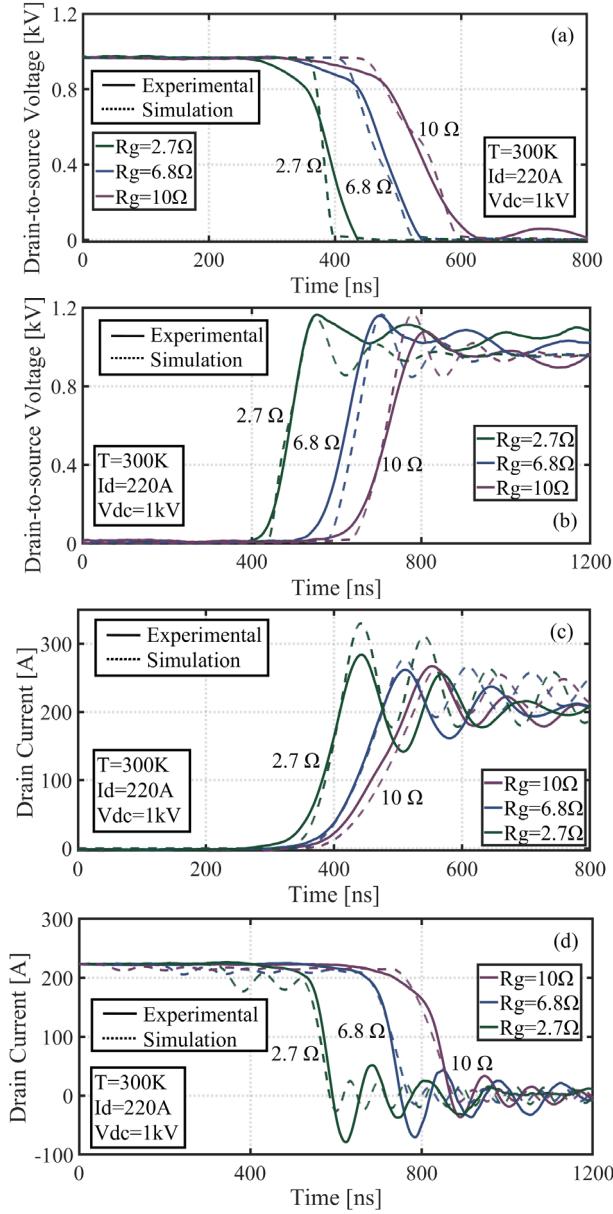 Drain-to-source Voltage [kV]
1.2
0.8
0.4
0
(a)
Experimental
Simulation
Rg=2.7Ω
Rg=6.8Ω
Rg=10Ω
2.7 Ω
6.8 Ω
10 Ω
T=300K
Id=220A
Vdc=1kV
0 200 400 600 800
Time [ns]
Drain-to-source Voltage [kV]
1.2
0.8
0.4
0
Experimental
Simulation
2.7 Ω
6.8 Ω
10 Ω
T=300K
Id=220A
Vdc=1kV
Rg=2.7Ω
Rg=6.8Ω
Rg=10Ω
(b)
0 400 800 1200
Time [ns]
Drain Current [A]
300
200
100
0
Experimental
Simulation
(c)
T=300K
Id=220A
Vdc=1kV
2.7 Ω
10 Ω
Rg=10Ω
Rg=6.8Ω
Rg=2.7Ω
0 200 400 600 800
Time [ns]
Drain Current [A]
300
200
100
0
-100
(d)
Rg=10Ω
Rg=6.8Ω
Rg=2.7Ω
Experimental
Simulation
2.7 Ω
6.8 Ω
10 Ω
T=300K
Id=220A
Vdc=1kV
0 400 800 1200
Time [ns]